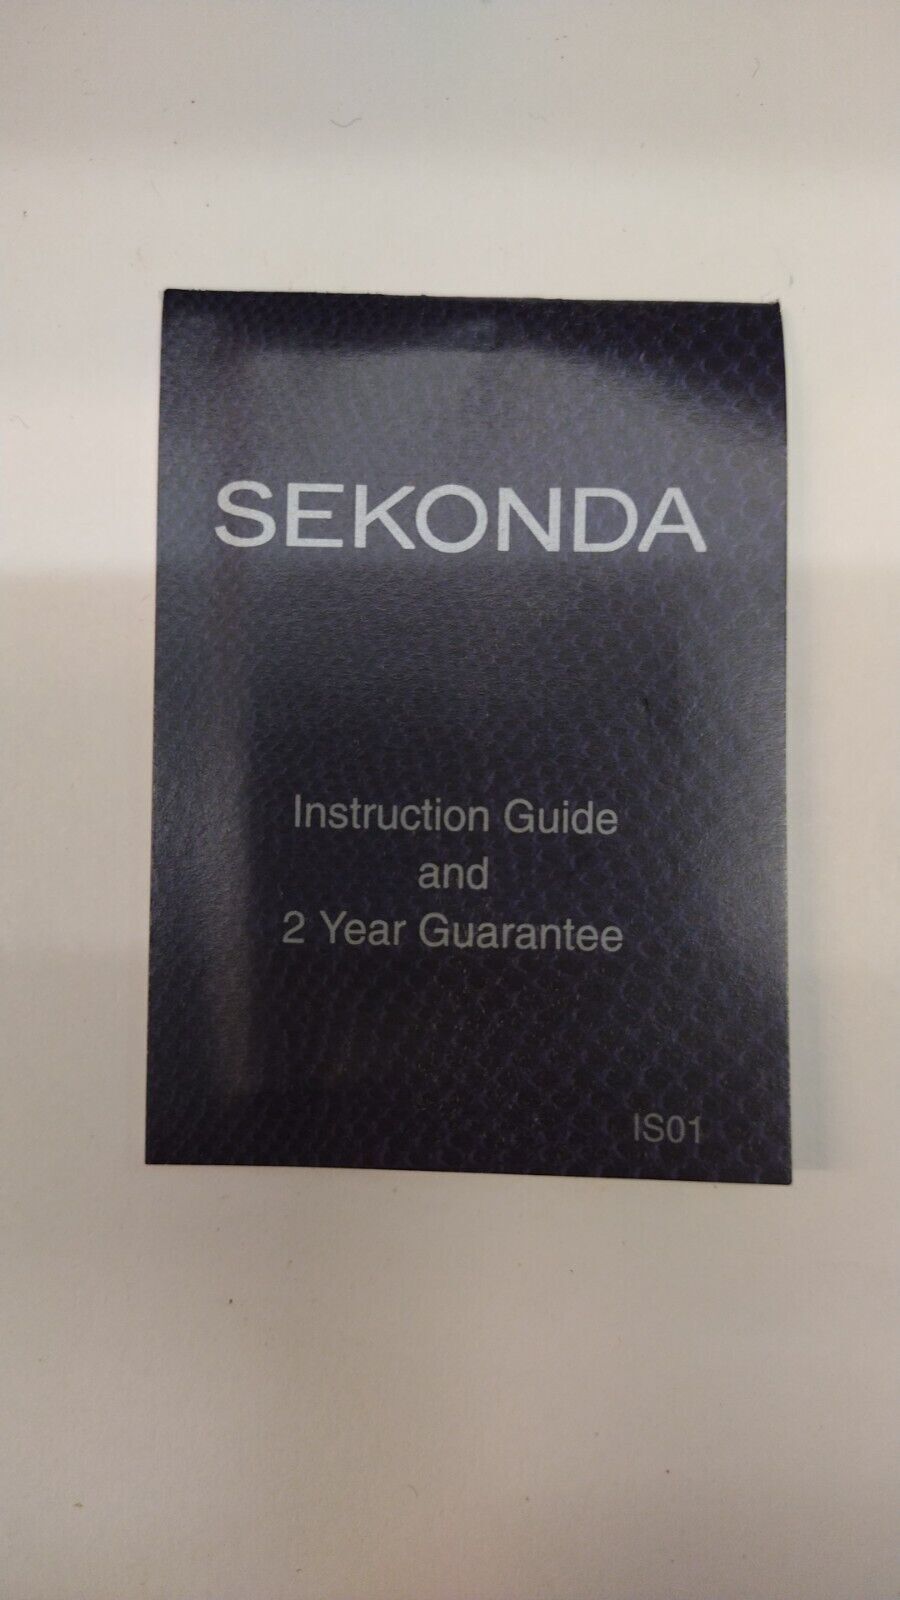 SEKONDA
Instruction Guide
and
2 Year Guarantee
IS01